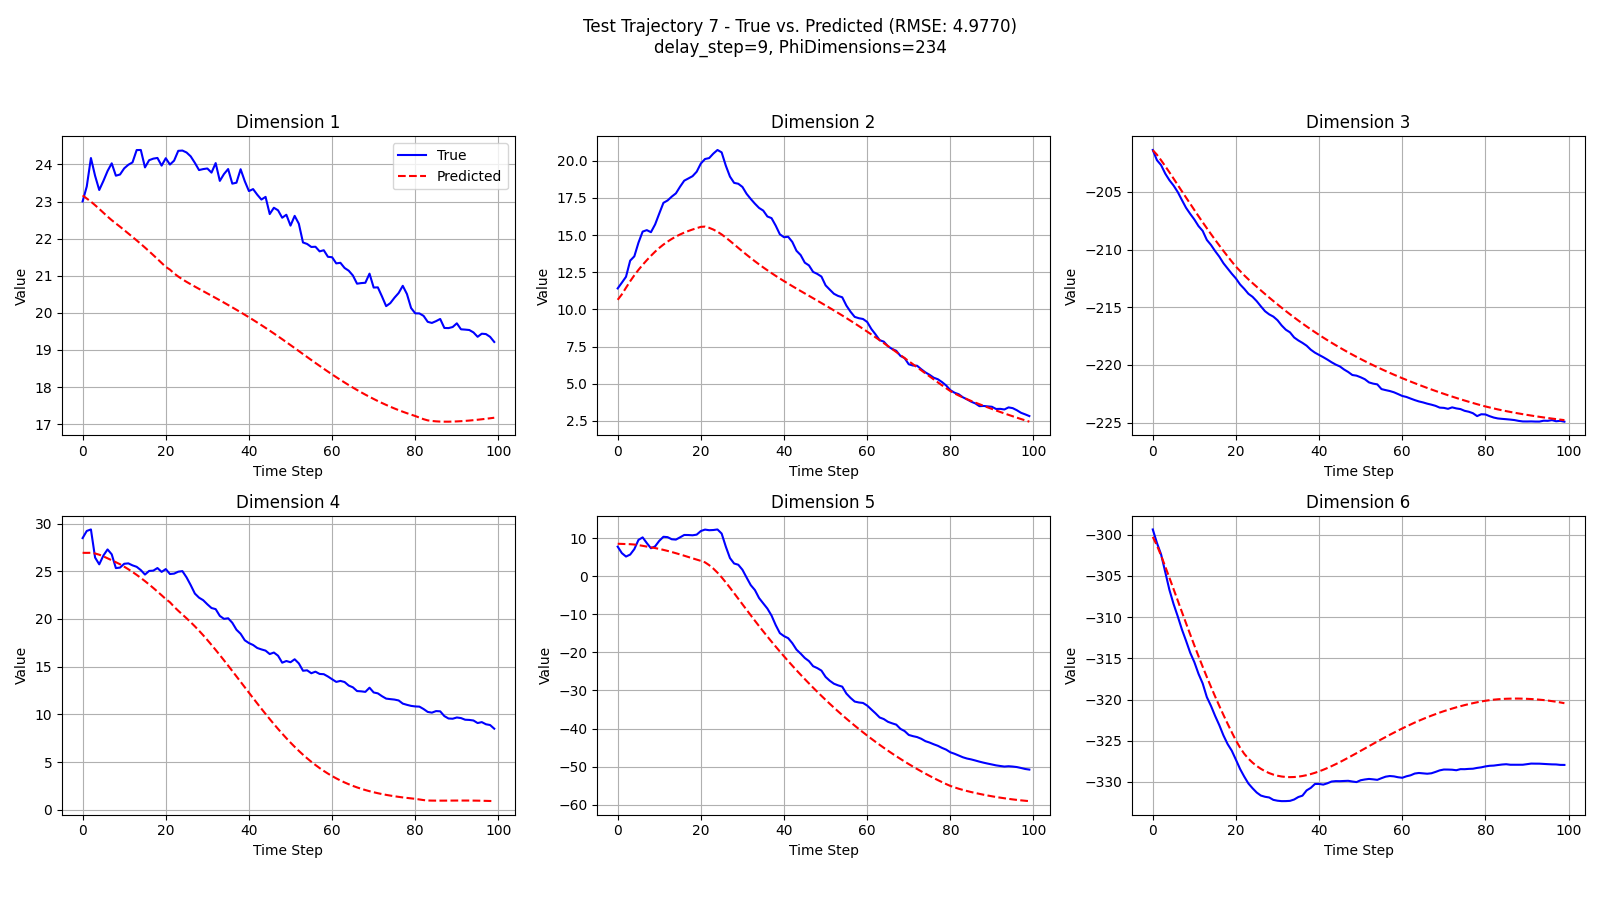 Test Trajectory 7 - True vs. Predicted (RMSE: 4.9770)
delay_step=9, PhiDimensions=234
Dimension 1
True
Predicted
Value
24
23
22
21
20
19
18
17
0 20 40 60 80 100
Time Step
Dimension 2
Value
20.0
17.5
15.0
12.5
10.0
7.5
5.0
2.5
0 20 40 60 80 100
Time Step
Dimension 3
Value
−205
−210
−215
−220
−225
0 20 40 60 80 100
Time Step
Dimension 4
Value
30
25
20
15
10
5
0
0 20 40 60 80 100
Time Step
Dimension 5
Value
10
0
−10
−20
−30
−40
−50
−60
0 20 40 60 80 100
Time Step
Dimension 6
Value
−300
−305
−310
−315
−320
−325
−330
0 20 40 60 80 100
Time Step